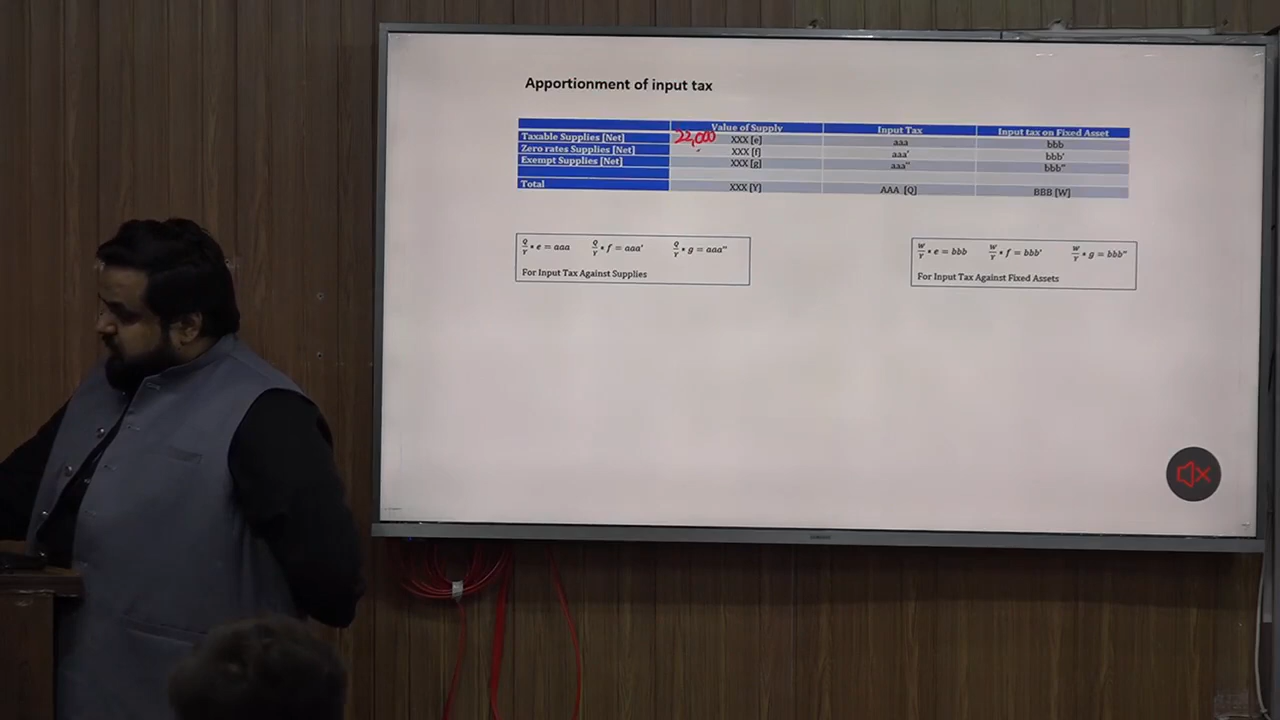 Apportionment of input tax
Value of Supply Input Tax Input tax on Fixed Asset
Taxable Supplies [Net] 22,000 XXX [e] aaa bbb
Zero rates Supplies [Net] XXX [f] aaa' bbb'
Exempt Supplies [Net] XXX [g] aaa'' bbb''
Total XXX [Y] AAA [Q] BBB [W]
Q/Y * e = aaa Q/Y * f = aaa' Q/Y * g = aaa''
For Input Tax Against Supplies
W/Y * e = bbb W/Y * f = bbb' W/Y * g = bbb''
For Input Tax Against Fixed Assets